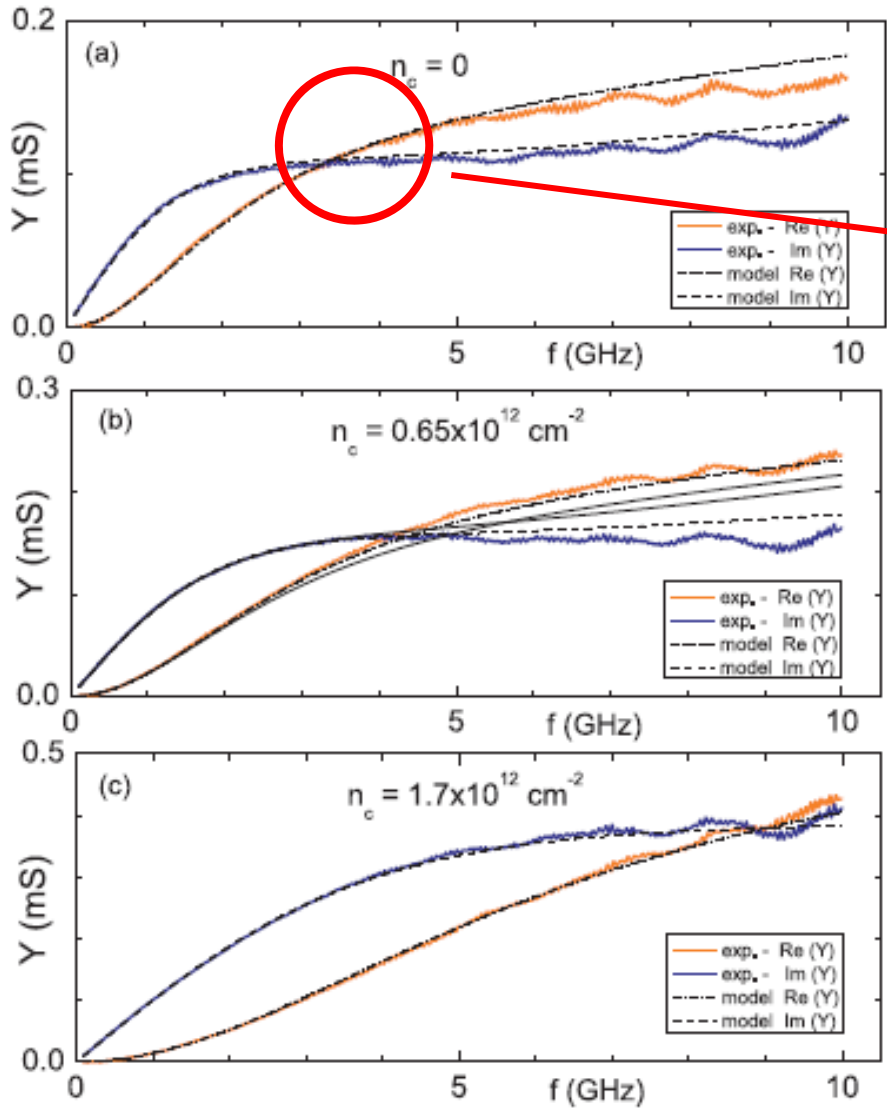 0.2
(a)
n_c = 0
Y (mS)
exp. - Re (Y)
exp. - Im (Y)
model Re (Y)
model Im (Y)
0.0
0
5
f (GHz)
10
0.3
(b)
n_c = 0.65x10^12 cm^-2
Y (mS)
exp. - Re (Y)
exp. - Im (Y)
model Re (Y)
model Im (Y)
0.0
0
5
f (GHz)
10
0.5
(c)
n_c = 1.7x10^12 cm^-2
Y (mS)
exp. - Re (Y)
exp. - Im (Y)
model Re (Y)
model Im (Y)
0.0
0
5
f (GHz)
10